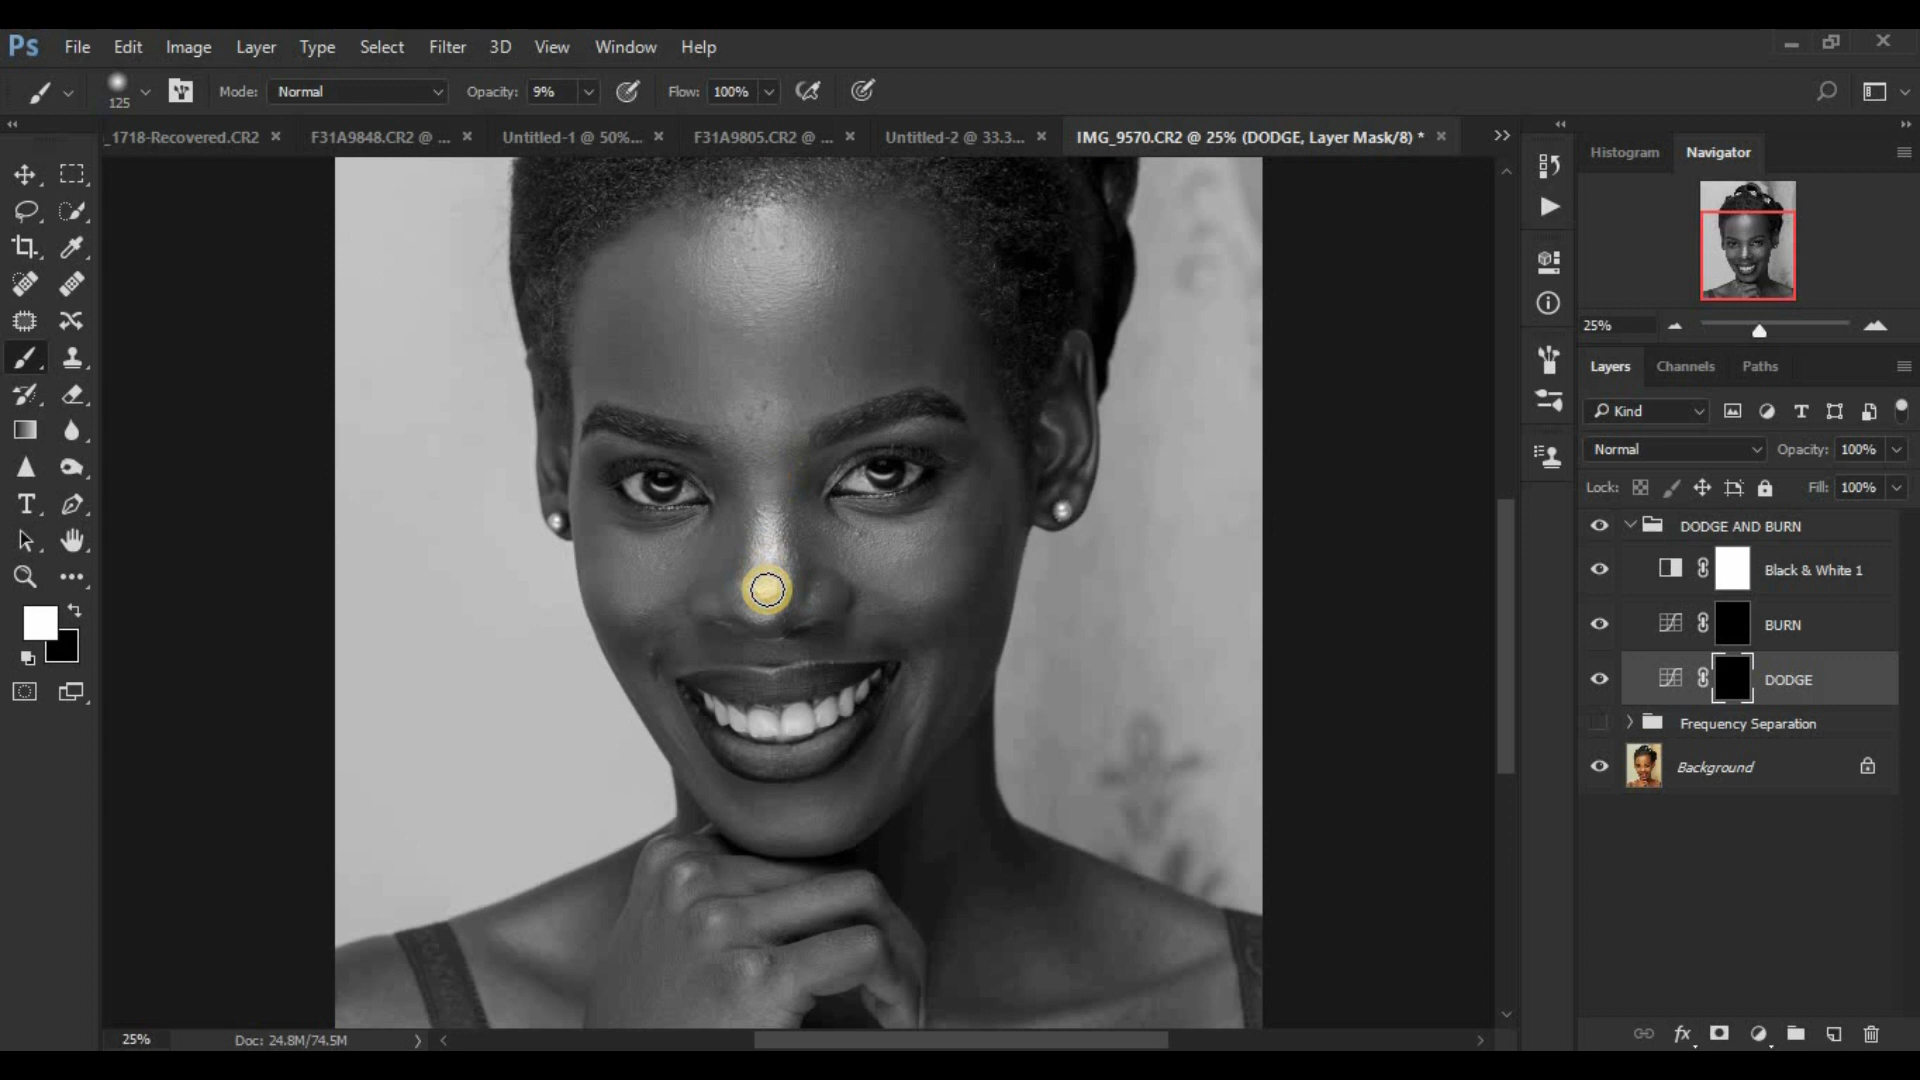 Ps File Edit Image Layer Type Select Filter 3D View Window Help
125 Mode: Normal Opacity: 9% Flow: 100%
_1718-Recovered.CR2 F31A9848.CR2 @ ... Untitled-1 @ 50%... F31A9805.CR2 @ ... Untitled-2 @ 33.3... IMG_9570.CR2 @ 25% (DODGE, Layer Mask/8) *
Histogram Navigator
25%
Layers Channels Paths
Kind
Normal Opacity: 100%
Lock: Fill: 100%
DODGE AND BURN
Black & White 1
BURN
DODGE
Frequency Separation
Background
25% Doc: 24.8M/74.5M
fx